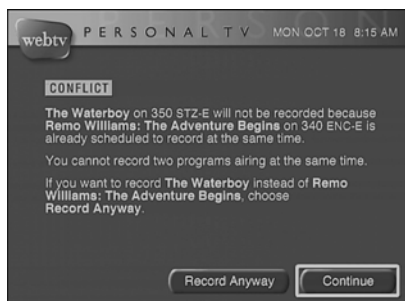 webtv
PERSONAL TV
MON OCT 18 8:15 AM
CONFLICT
The Waterboy on 350 STZ-E will not be recorded because
Remo Williams: The Adventure Begins on 340 ENC-E is
already scheduled to record at the same time.
You cannot record two programs airing at the same time.
If you want to record The Waterboy instead of Remo
Williams: The Adventure Begins, choose
Record Anyway.
Record Anyway
Continue